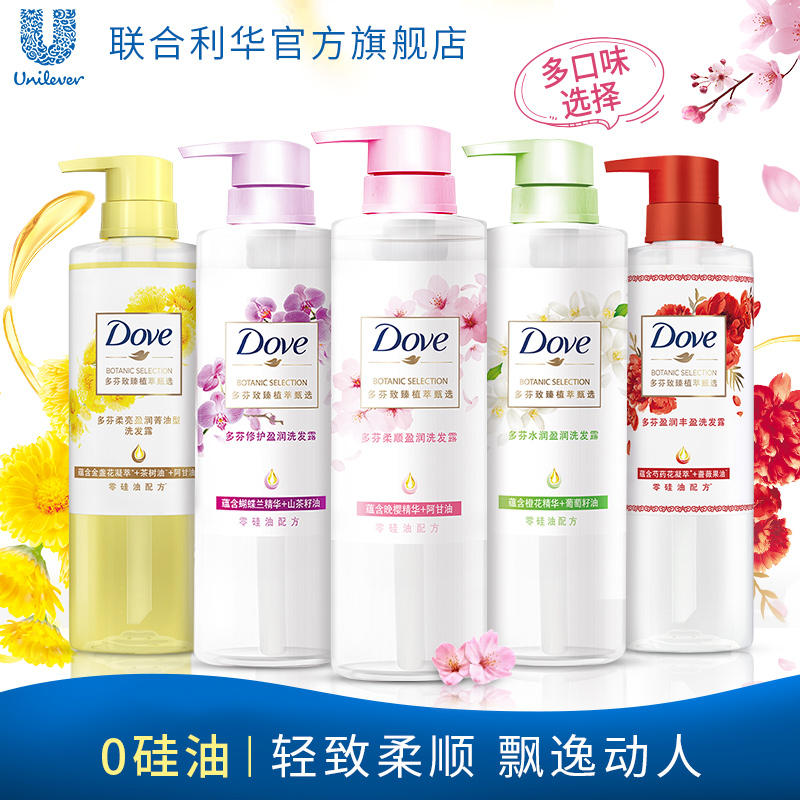 Unilever
联合利华官方旗舰店
多口味
选择
Dove
BOTANIC SELECTION
多芬致臻植萃甄选
多芬柔亮盈润菁油型
洗发露
蕴含金盏花凝萃*+茶树油*+阿甘油
零硅油配方*
Dove
BOTANIC SELECTION
多芬致臻植萃甄选
多芬修护盈润洗发露
蕴含蝴蝶兰精华+山茶籽油
零硅油配方
Dove
BOTANIC SELECTION
多芬致臻植萃甄选
多芬柔顺盈润洗发露
蕴含晚樱精华+阿甘油
零硅油配方
Dove
BOTANIC SELECTION
多芬致臻植萃甄选
多芬水润盈润洗发露
蕴含橙花精华+葡萄籽油
零硅油配方
Dove
BOTANIC SELECTION
多芬致臻植萃甄选
多芬盈润丰盈洗发露
蕴含芍药花凝萃*+蔷薇果油*
零硅油配方*
0硅油|轻致柔顺 飘逸动人